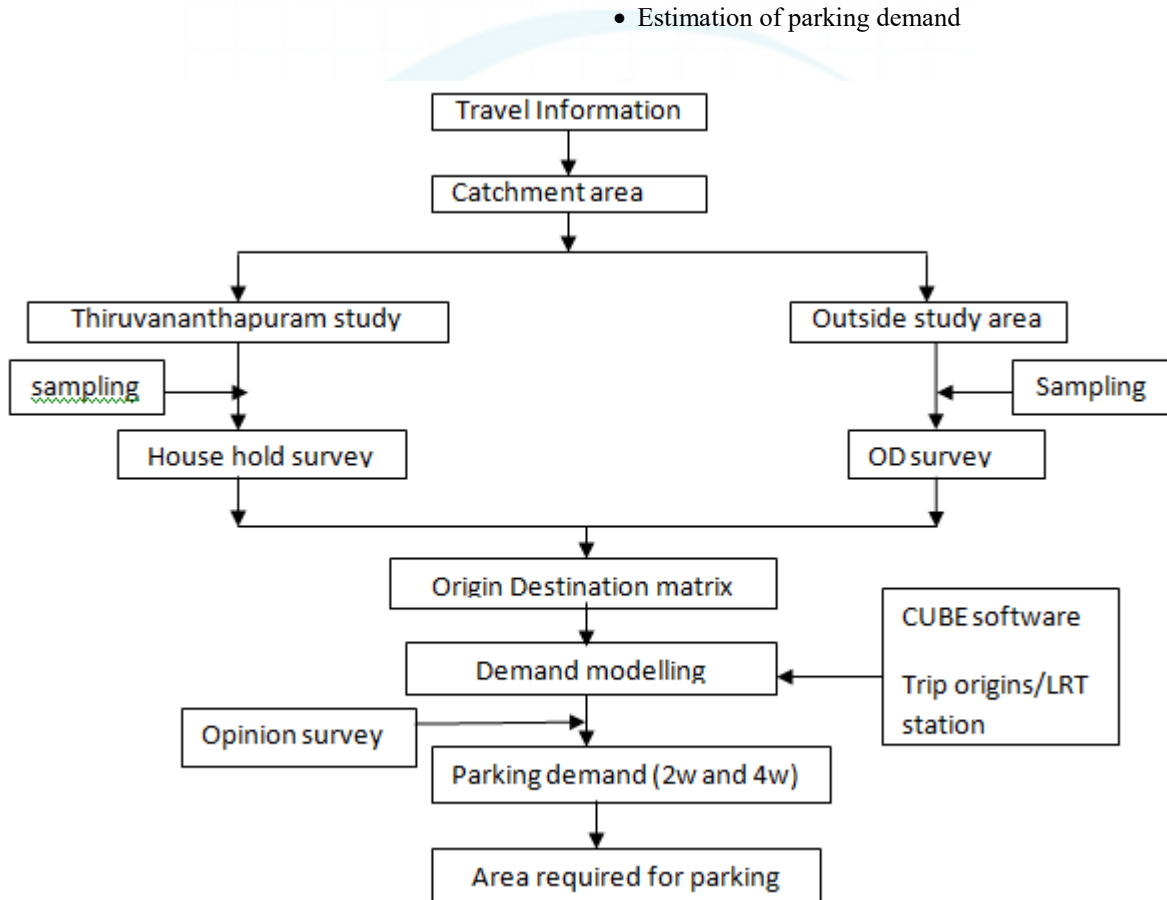 • Estimation of parking demand
Travel Information
Catchment area
Thiruvananthapuram study
Outside study area
sampling
Sampling
House hold survey
OD survey
Origin Destination matrix
CUBE software
Trip origins/LRT
station
Demand modelling
Opinion survey
Parking demand (2w and 4w)
Area required for parking